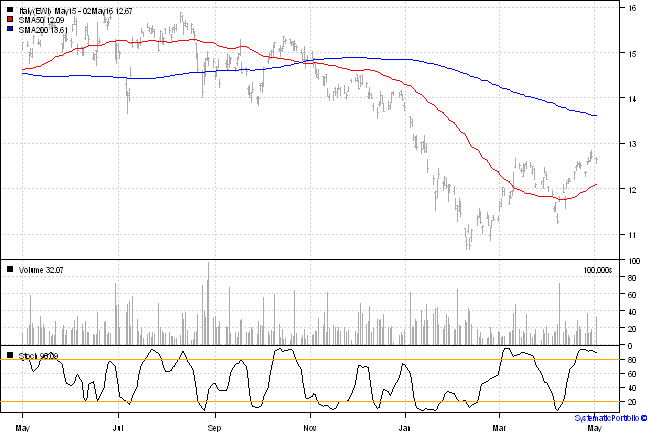 Italy(EWI) May15 - 02May16 12.67
SMA50 12.09
SMA200 13.61
16
15
14
13
12
11
Volume 32.07
100,000s
100
80
60
40
20
0
80
60
40
20
May
Jul
Sep
Nov
Jan
Mar
May
SystematicPortfolio ©